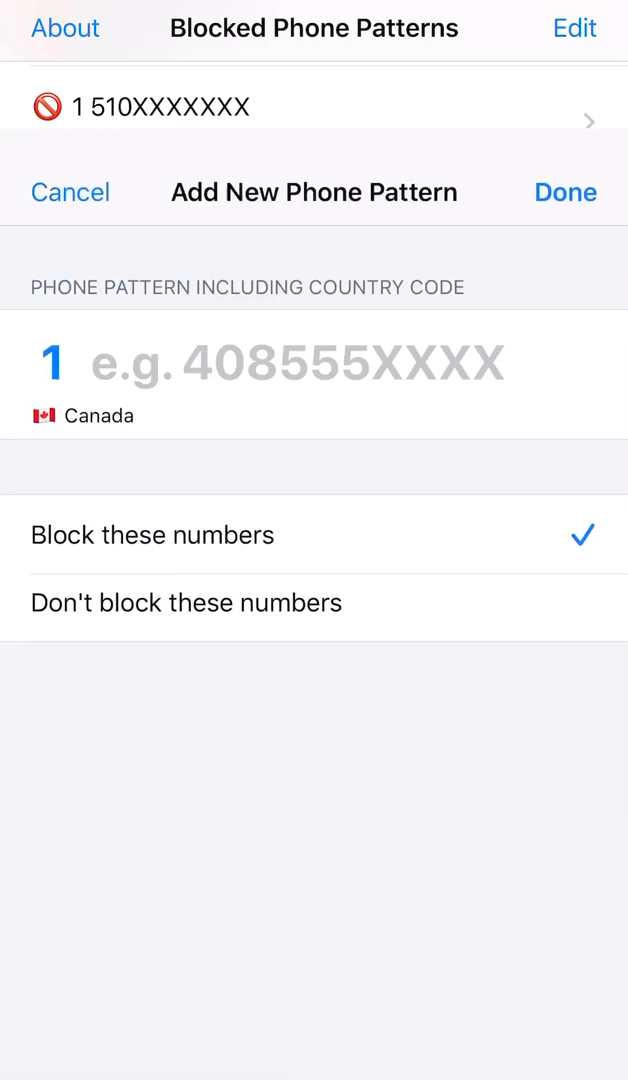 About Blocked Phone Patterns Edit
1 510XXXXXXX
Cancel Add New Phone Pattern Done
PHONE PATTERN INCLUDING COUNTRY CODE
1 e.g. 408555XXXX
Canada
Block these numbers
Don't block these numbers